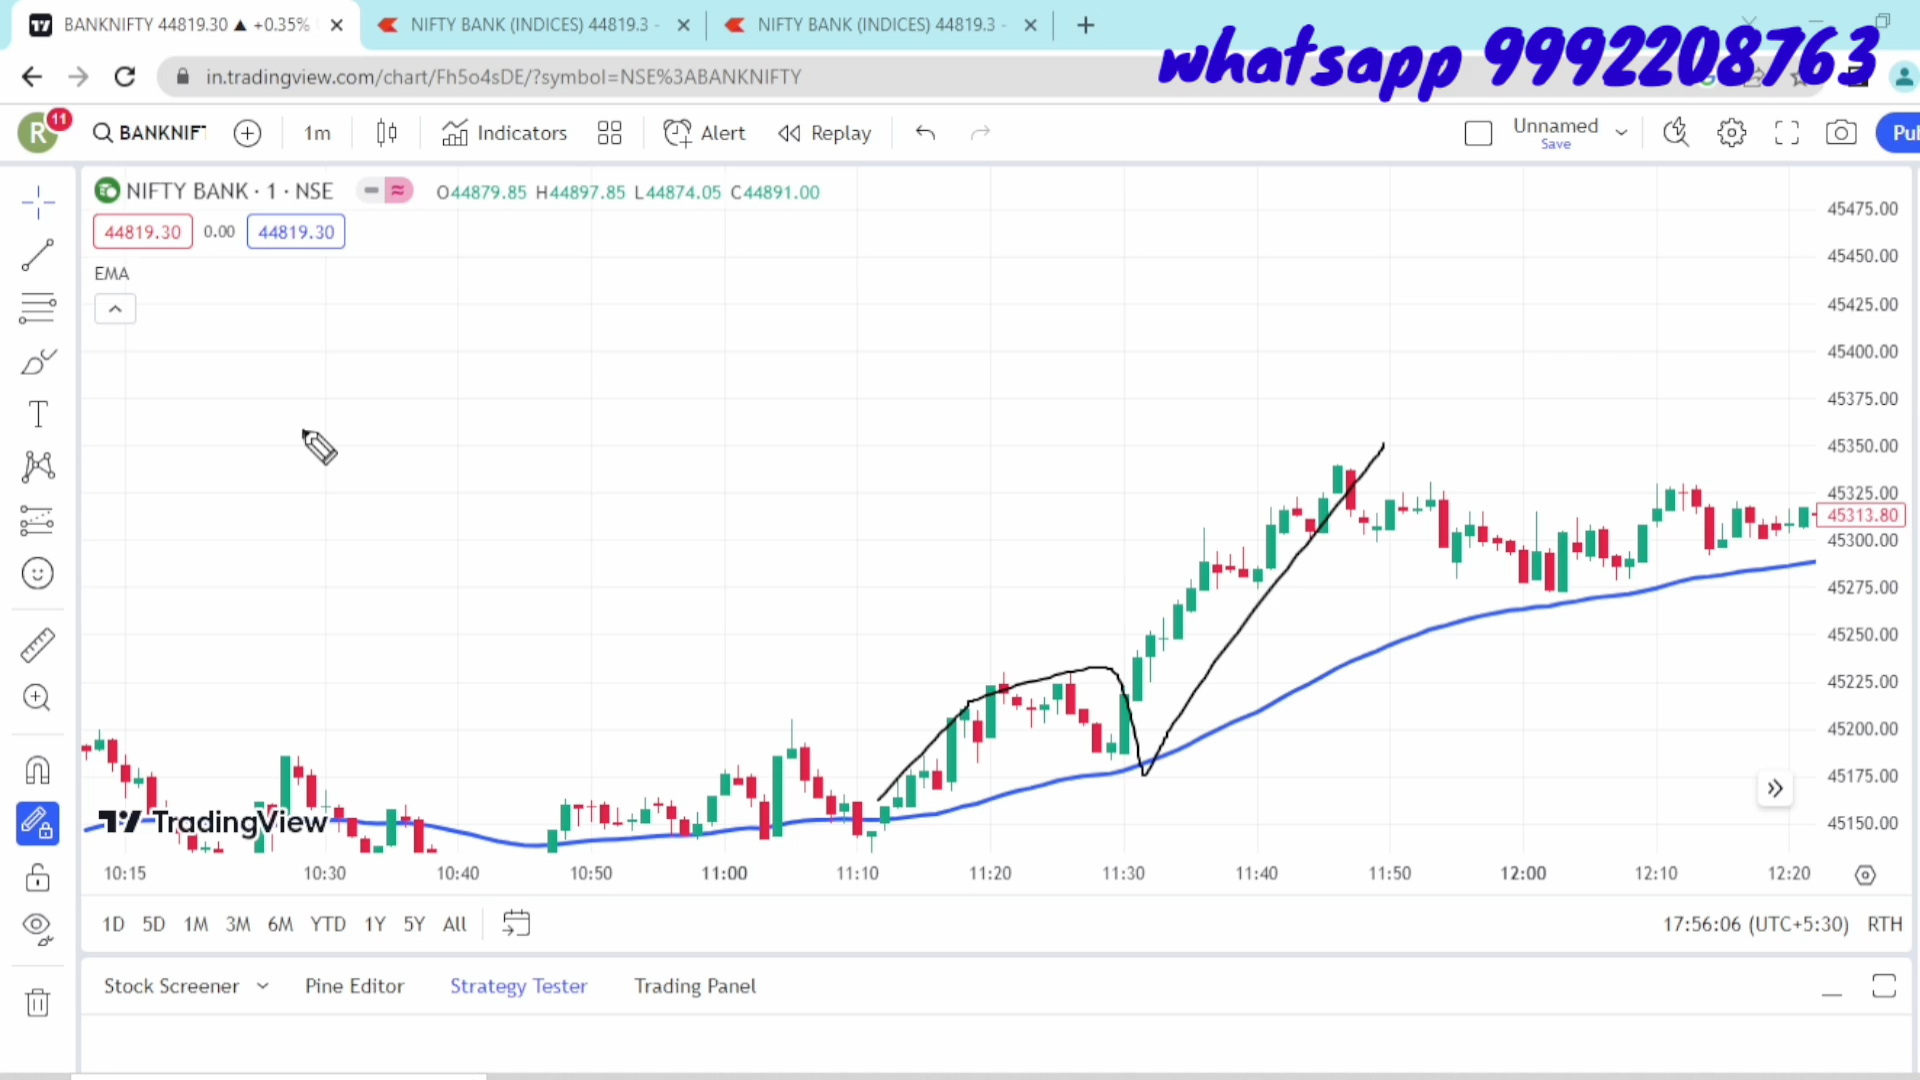 BANKNIFTY 44819.30 ▲ +0.35%
NIFTY BANK (INDICES) 44819.3 -
NIFTY BANK (INDICES) 44819.3 -
whatsapp 9992208763
in.tradingview.com/chart/Fh5o4sDE/?symbol=NSE%3ABANKNIFTY
R 11 BANKNIF 1m Indicators Alert Replay Unnamed Save Pu
NIFTY BANK · 1 · NSE O44879.85 H44897.85 L44874.05 C44891.00
44819.30 0.00 44819.30
EMA
45475.00
45450.00
45425.00
45400.00
45375.00
45350.00
45325.00
45313.80
45300.00
45275.00
45250.00
45225.00
45200.00
45175.00
45150.00
TradingView
10:15 10:30 10:40 10:50 11:00 11:10 11:20 11:30 11:40 11:50 12:00 12:10 12:20
1D 5D 1M 3M 6M YTD 1Y 5Y All 17:56:06 (UTC+5:30) RTH
Stock Screener Pine Editor Strategy Tester Trading Panel